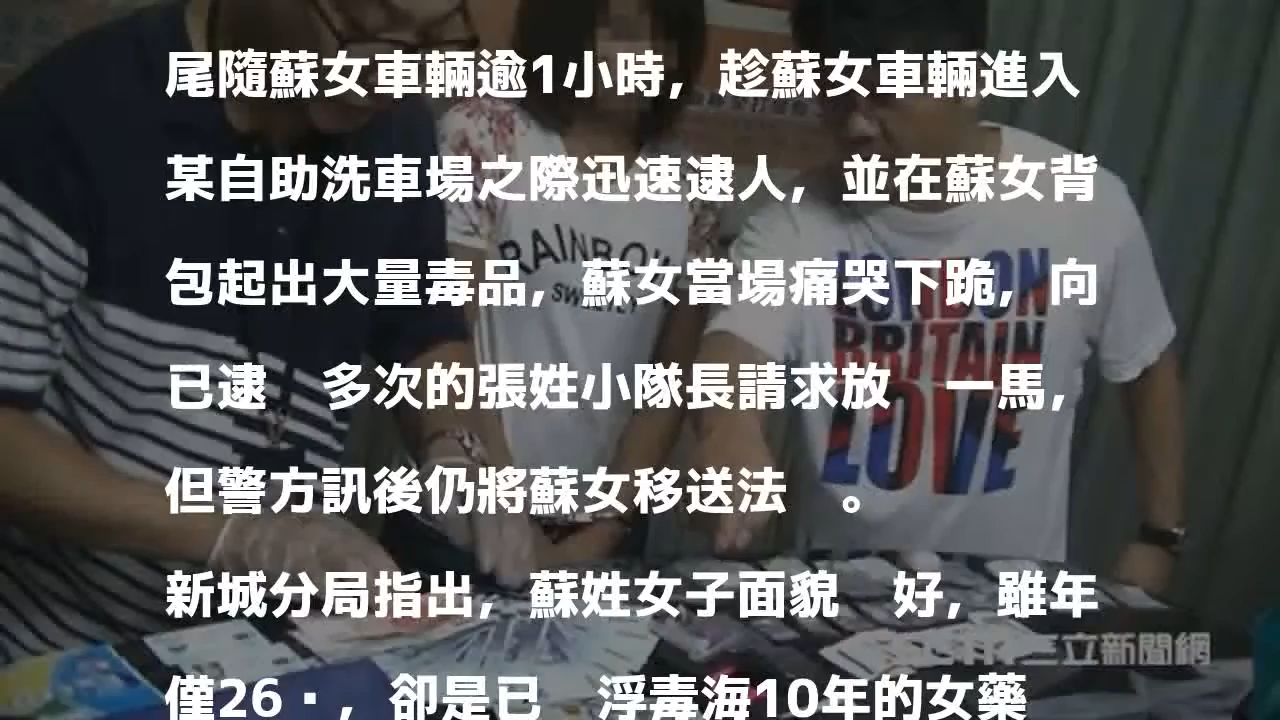 尾隨蘇女車輛逾1小時，趁蘇女車輛進入
某自助洗車場之際迅速逮人，並在蘇女背
包起出大量毒品，蘇女當場痛哭下跪，向
已逮 多次的張姓小隊長請求放 一馬，
但警方訊後仍將蘇女移送法 。
新城分局指出，蘇姓女子面貌 好，雖年
僅26·，卻是已 浮毒海10年的女藥
RAINBOW
LONDON
BRITAIN
LOVE
三立新聞網